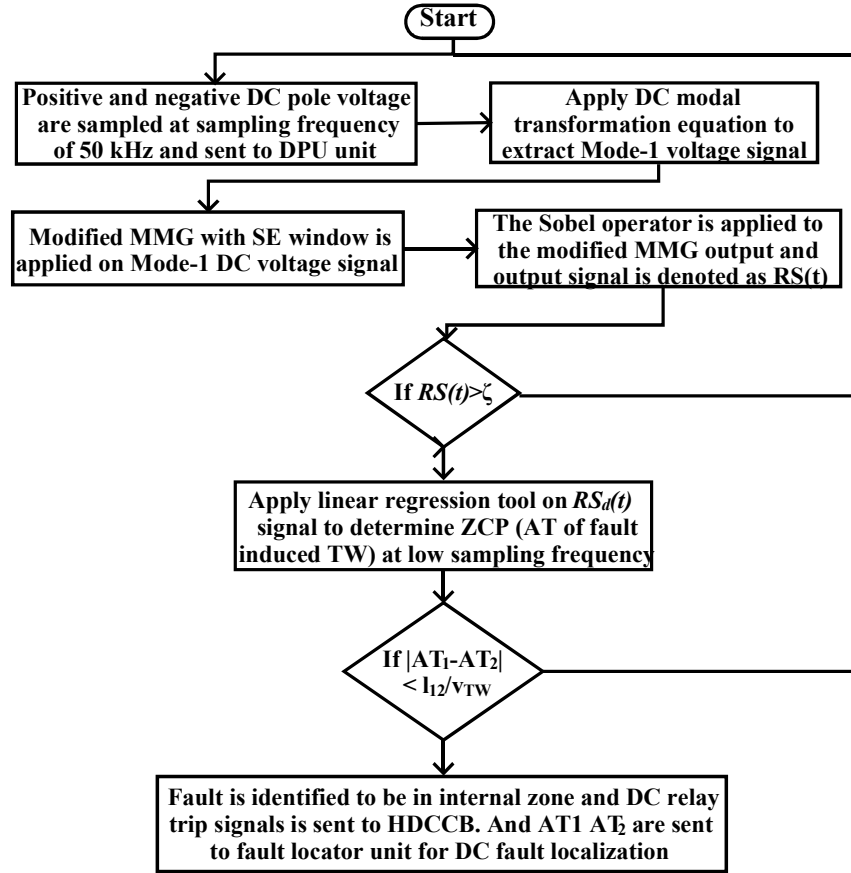 Start
Positive and negative DC pole voltage
are sampled at sampling frequency
of 50 kHz and sent to DPU unit
Apply DC modal
transformation equation to
extract Mode-1 voltage signal
Modified MMG with SE window is
applied on Mode-1 DC voltage signal
The Sobel operator is applied to
the modified MMG output and
output signal is denoted as RS(t)
If RS(t)>ζ
Apply linear regression tool on RS_d(t)
signal to determine ZCP (AT of fault
induced TW) at low sampling frequency
If |AT₁-AT₂|
< l₁₂/v_TW
Fault is identified to be in internal zone and DC relay
trip signals is sent to HDCCB. And AT1 AT₂ are sent
to fault locator unit for DC fault localization